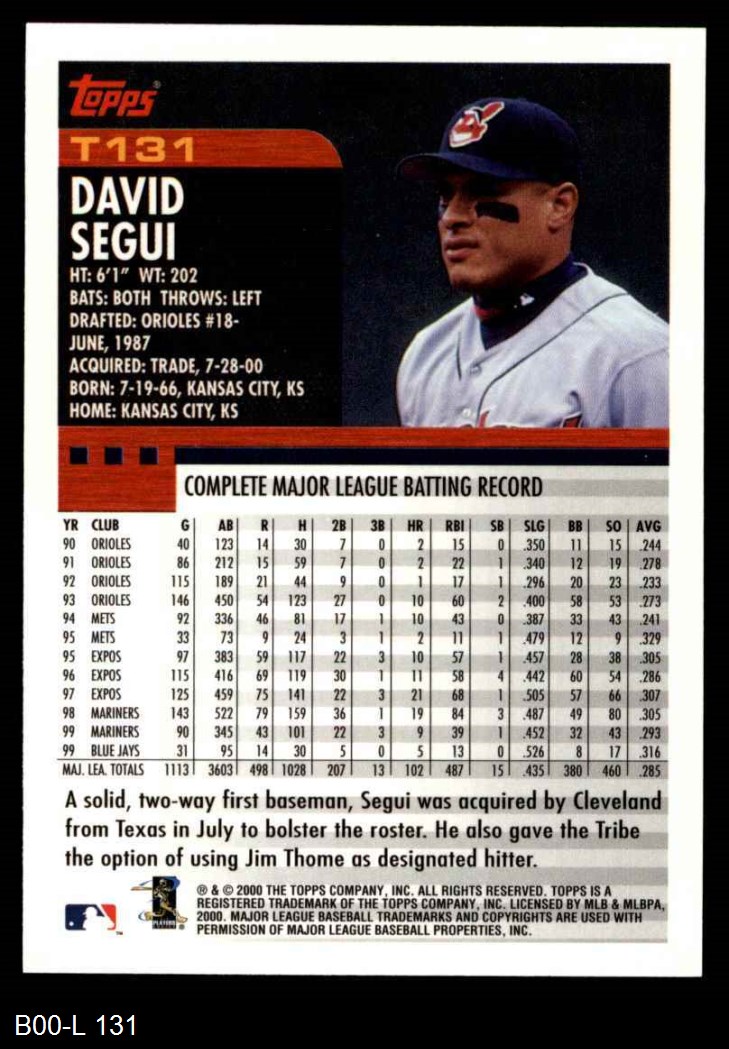 TOPPS®
T131
DAVID
SEGUI
HT: 6'1" WT: 202
BATS: BOTH THROWS: LEFT
DRAFTED: ORIOLES #18-
JUNE, 1987
ACQUIRED: TRADE, 7-28-00
BORN: 7-19-66, KANSAS CITY, KS
HOME: KANSAS CITY, KS
COMPLETE MAJOR LEAGUE BATTING RECORD
YR CLUB G AB R H 2B 3B HR RBI SB SLG BB SO AVG
90 ORIOLES 40 123 14 30 7 0 2 15 0 .350 11 15 .244
91 ORIOLES 86 212 15 59 7 0 2 22 1 .340 12 19 .278
92 ORIOLES 115 189 21 44 9 0 1 17 1 .296 20 23 .233
93 ORIOLES 146 450 54 123 27 0 10 60 2 .400 58 53 .273
94 METS 92 336 46 81 17 1 10 43 0 .387 33 43 .241
95 METS 33 73 9 24 3 1 2 11 1 .479 12 9 .329
95 EXPOS 97 383 59 117 22 3 10 57 1 .457 28 38 .305
96 EXPOS 115 416 69 119 30 1 11 58 4 .442 60 54 .286
97 EXPOS 125 459 75 141 22 3 21 68 1 .505 57 66 .307
98 MARINERS 143 522 79 159 36 1 19 84 3 .487 49 80 .305
99 MARINERS 90 345 43 101 22 3 9 39 1 .452 32 43 .293
99 BLUE JAYS 31 95 14 30 5 0 5 13 0 .526 8 17 .316
MAJ. LEA. TOTALS 1113 3603 498 1028 207 13 102 487 15 .435 380 460 .285
A solid, two-way first baseman, Segui was acquired by Cleveland
from Texas in July to bolster the roster. He also gave the Tribe
the option of using Jim Thome as designated hitter.
® & © 2000 THE TOPPS COMPANY, INC. ALL RIGHTS RESERVED. TOPPS IS A
REGISTERED TRADEMARK OF THE TOPPS COMPANY, INC. LICENSED BY MLB & MLBPA,
2000. MAJOR LEAGUE BASEBALL TRADEMARKS AND COPYRIGHTS ARE USED WITH
PERMISSION OF MAJOR LEAGUE BASEBALL PROPERTIES, INC.
B00-L 131